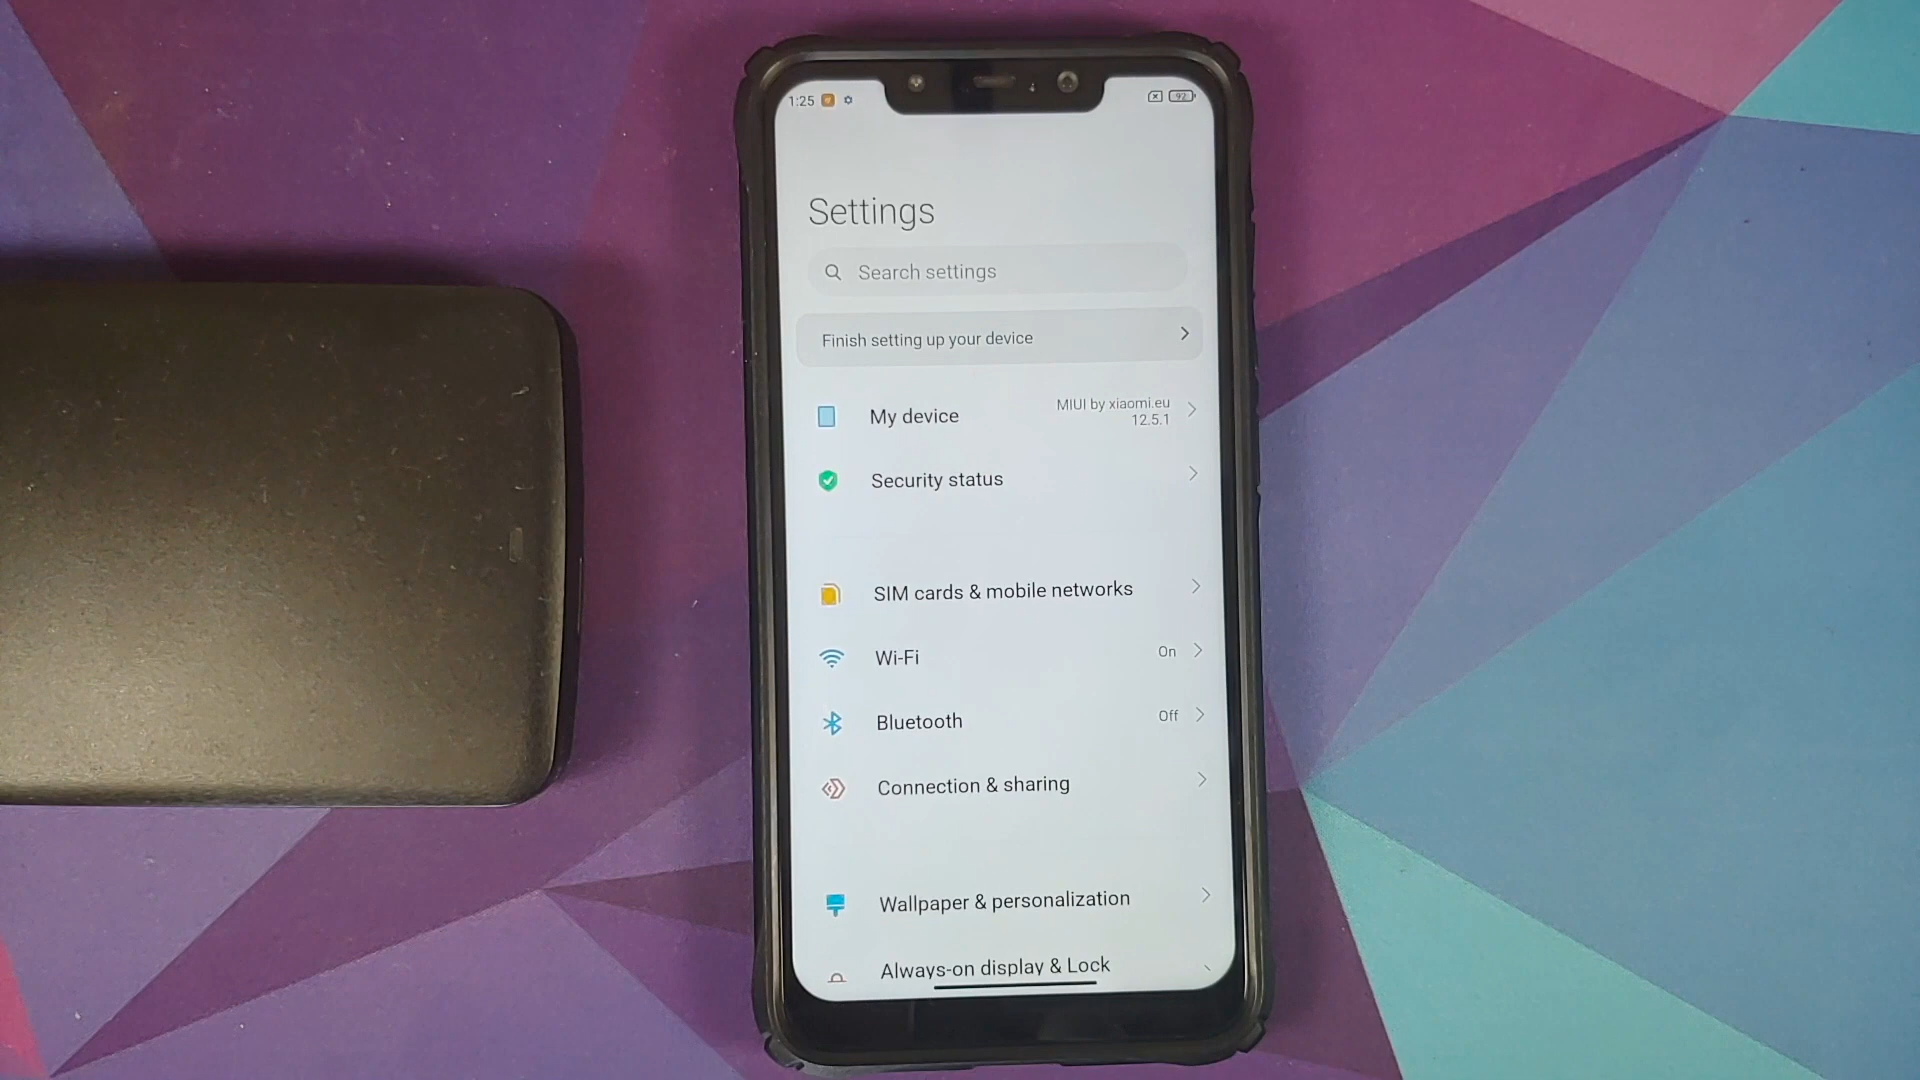 1:25
92
Settings
Search settings
Finish setting up your device
My device
MIUI by xiaomi.eu
12.5.1
Security status
SIM cards & mobile networks
Wi-Fi
On
Bluetooth
Off
Connection & sharing
Wallpaper & personalization
Always-on display & Lock